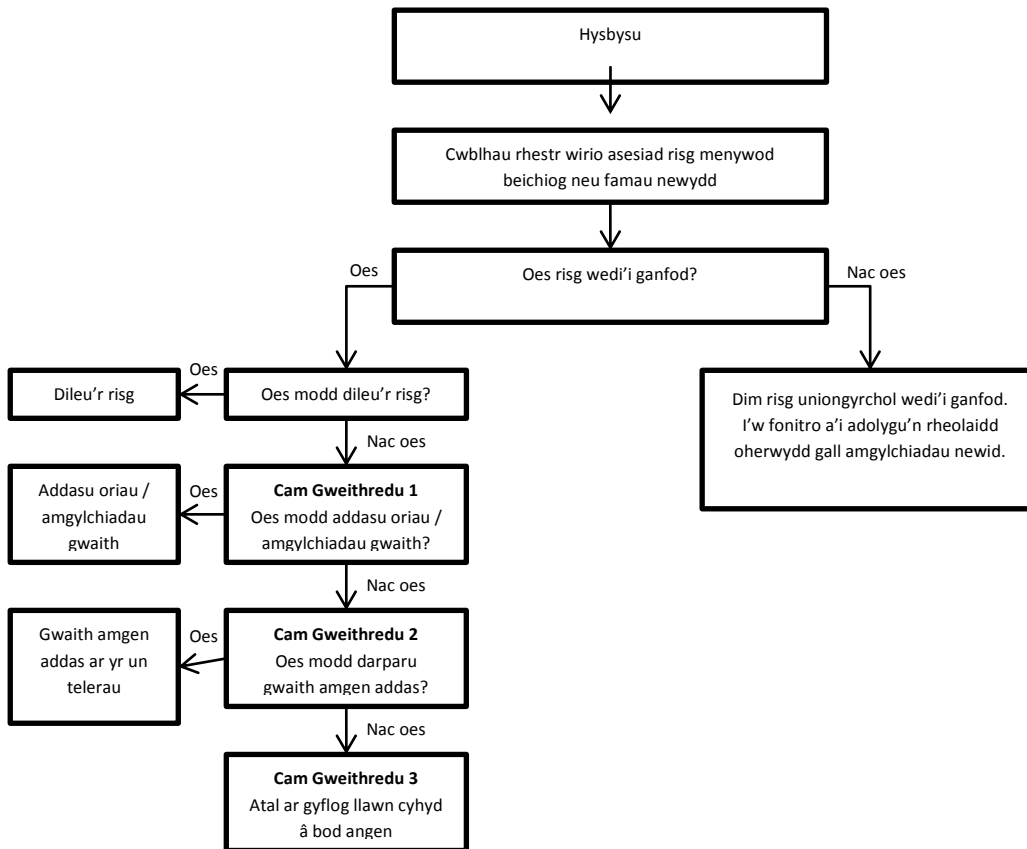 Hysbysu
Cwblhau rhestr wirio asesiad risg menywod
beichiog neu famau newydd
Oes risg wedi'i ganfod?
Oes
Nac oes
Dileu'r risg
Oes
Oes modd dileu'r risg?
Dim risg uniongyrchol wedi'i ganfod.
I'w fonitro a'i adolygu'n rheolaidd
oherwydd gall amgylchiadau newid.
Nac oes
Addasu oriau /
amgylchiadau
gwaith
Oes
Cam Gweithredu 1
Oes modd addasu oriau /
amgylchiadau gwaith?
Nac oes
Gwaith amgen
addas ar yr un
telerau
Oes
Cam Gweithredu 2
Oes modd darparu
gwaith amgen addas?
Nac oes
Cam Gweithredu 3
Atal ar gyflog llawn cyhyd
â bod angen